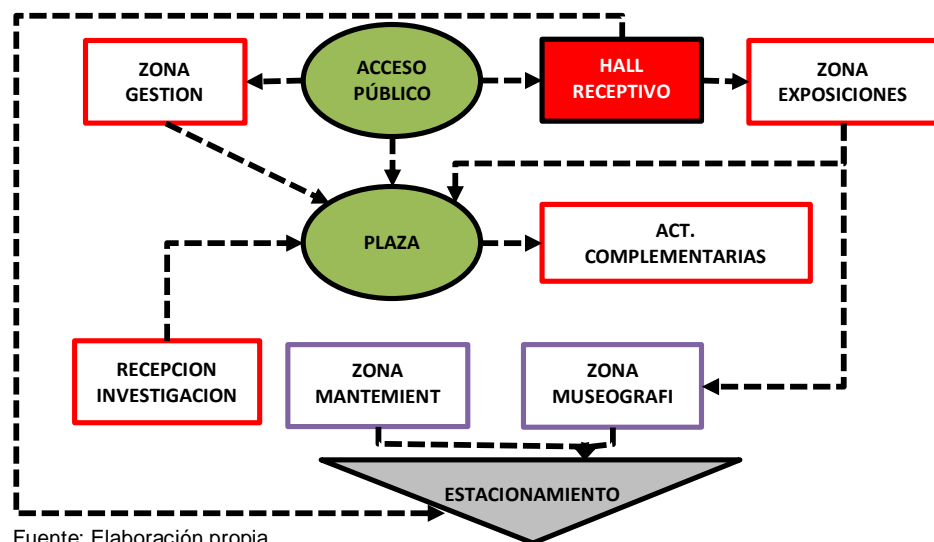 ZONA
GESTION
ACCESO
PÚBLICO
HALL
RECEPTIVO
ZONA
EXPOSICIONES
PLAZA
ACT.
COMPLEMENTARIAS
RECEPCION
INVESTIGACION
ZONA
MANTEMIENT
ZONA
MUSEOGRAFI
ESTACIONAMIENTO
Fuente: Elaboración propia